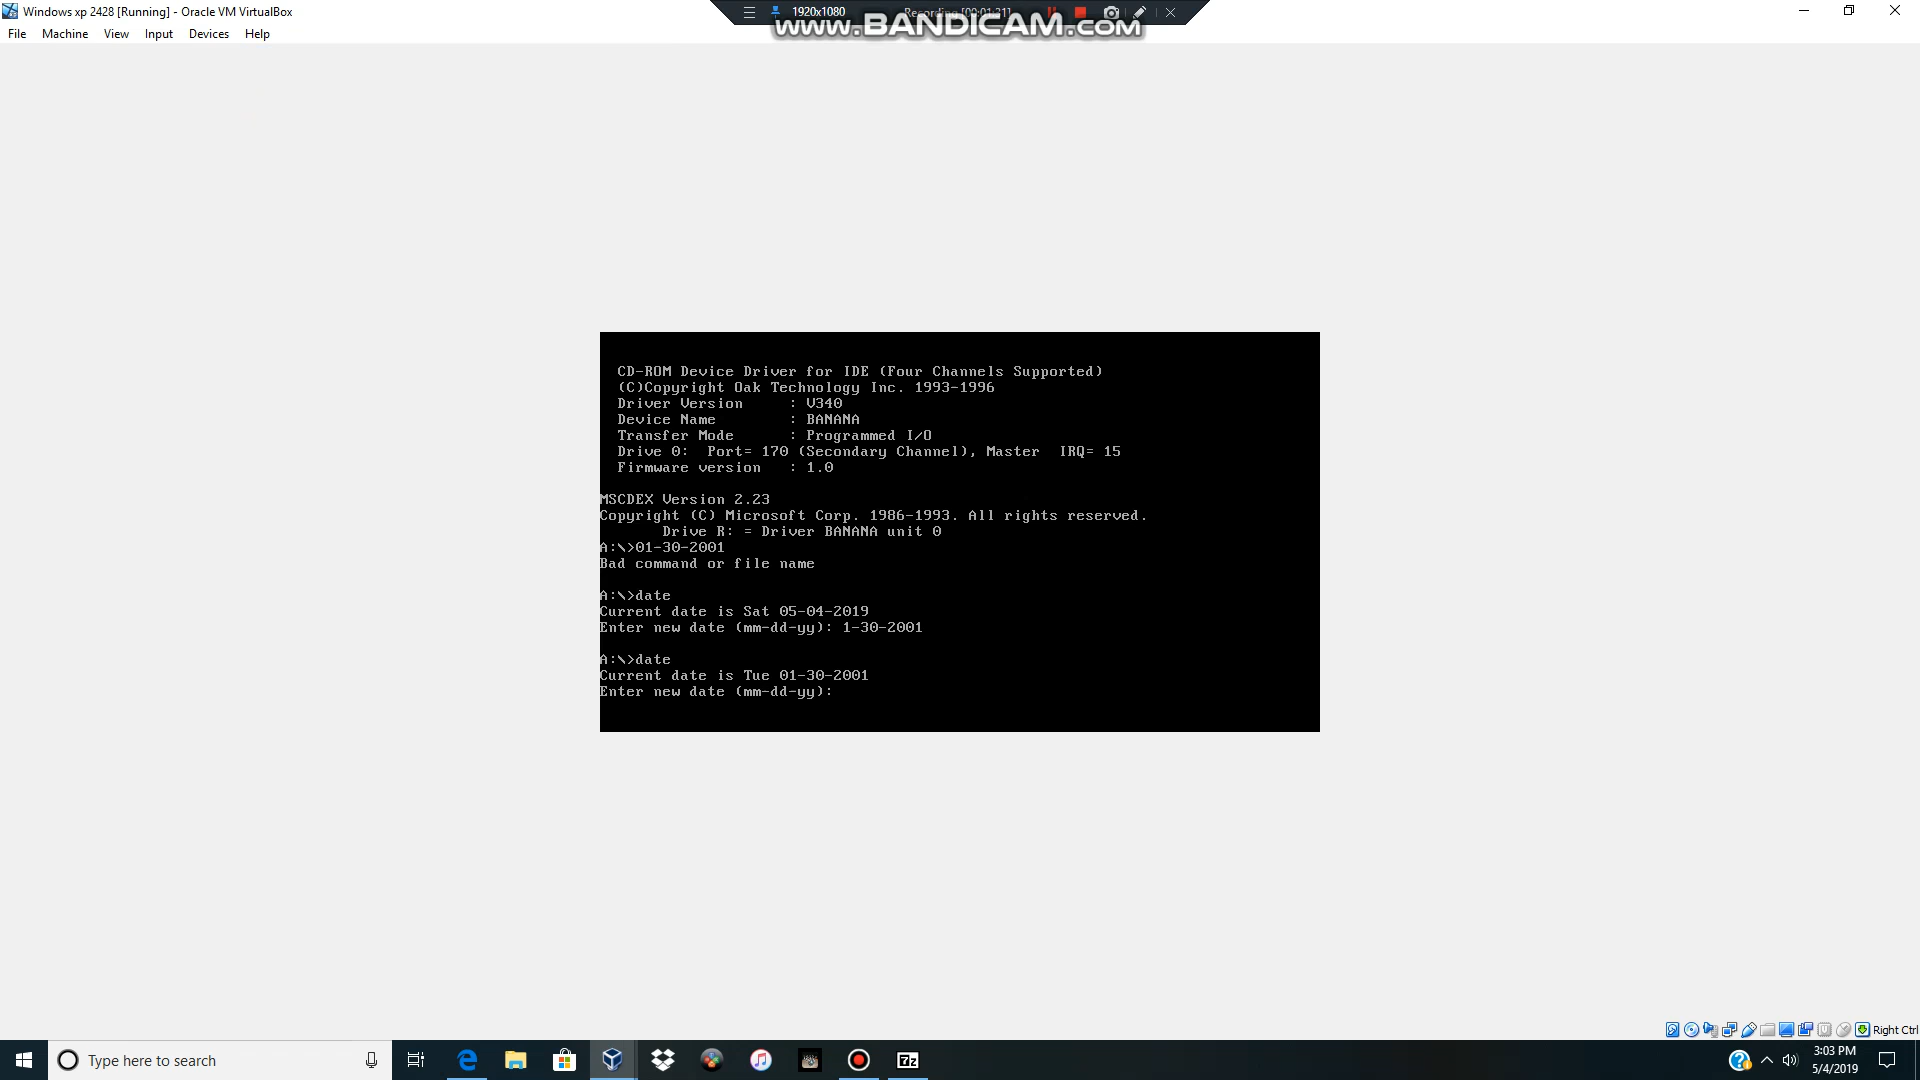 Windows xp 2428 [Running] - Oracle VM VirtualBox
1920x1080
Recording [00:01:31]
www.BANDICAM.com
File Machine View Input Devices Help
CD-ROM Device Driver for IDE (Four Channels Supported)
(C)Copyright Oak Technology Inc. 1993-1996
Driver Version : V340
Device Name : BANANA
Transfer Mode : Programmed I/O
Drive 0: Port= 170 (Secondary Channel), Master IRQ= 15
Firmware version : 1.0
MSCDEX Version 2.23
Copyright (C) Microsoft Corp. 1986-1993. All rights reserved.
Drive R: = Driver BANANA unit 0
A:\>01-30-2001
Bad command or file name
A:\>date
Current date is Sat 05-04-2019
Enter new date (mm-dd-yy): 1-30-2001
A:\>date
Current date is Tue 01-30-2001
Enter new date (mm-dd-yy):
Right Ctrl
Type here to search
7z
3:03 PM
5/4/2019